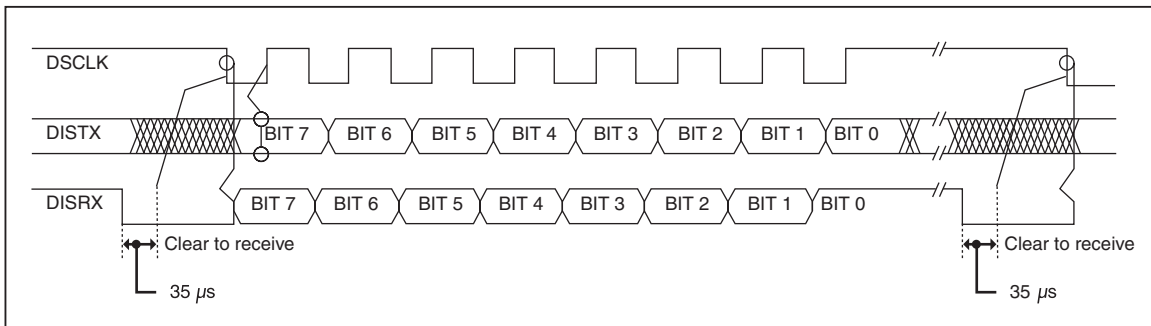 DSCLK
DISTX
BIT 7 BIT 6 BIT 5 BIT 4 BIT 3 BIT 2 BIT 1 BIT 0
DISRX
BIT 7 BIT 6 BIT 5 BIT 4 BIT 3 BIT 2 BIT 1 BIT 0
Clear to receive
Clear to receive
35 µs
35 µs